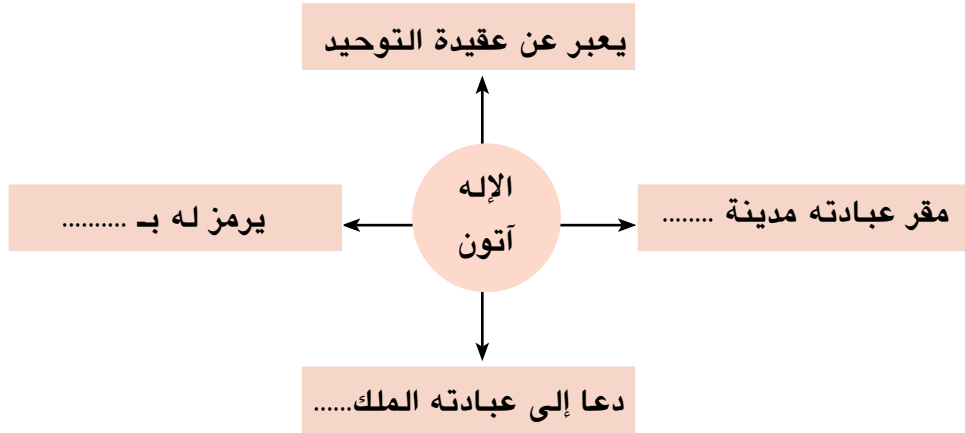 يعبر عن عقيدة التوحيد
الإله
آتون
مقر عبادته مدينة ........
يرمز له بـ ..........
دعا إلى عبادته الملك......